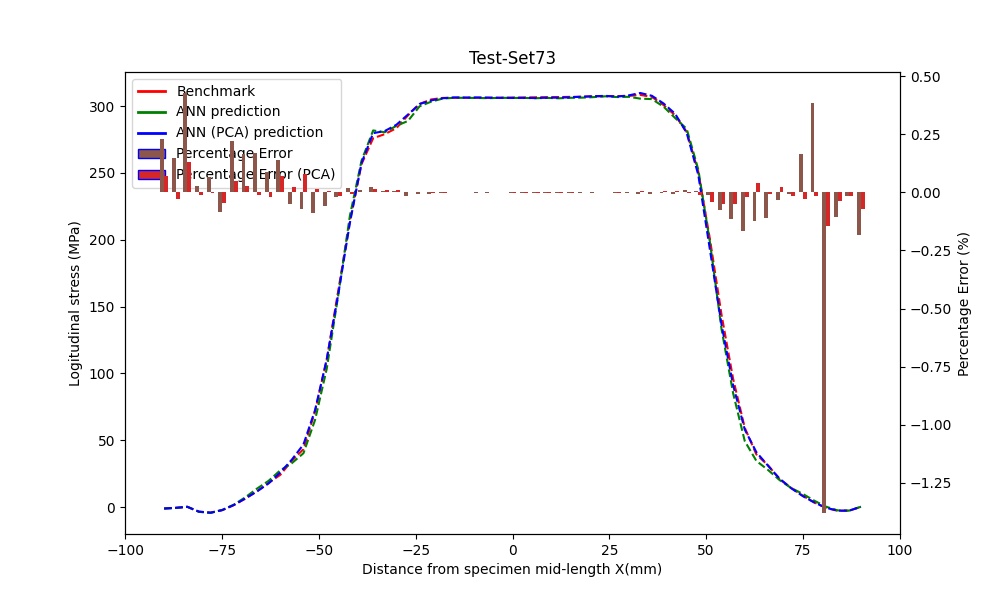 Test-Set73
Benchmark
ANN prediction
ANN (PCA) prediction
Percentage Error
Percentage Error (PCA)
300
250
200
150
100
50
0
Logitudinal stress (MPa)
0.50
0.25
0.00
−0.25
−0.50
−0.75
−1.00
−1.25
Percentage Error (%)
−100 −75 −50 −25 0 25 50 75 100
Distance from specimen mid-length X(mm)